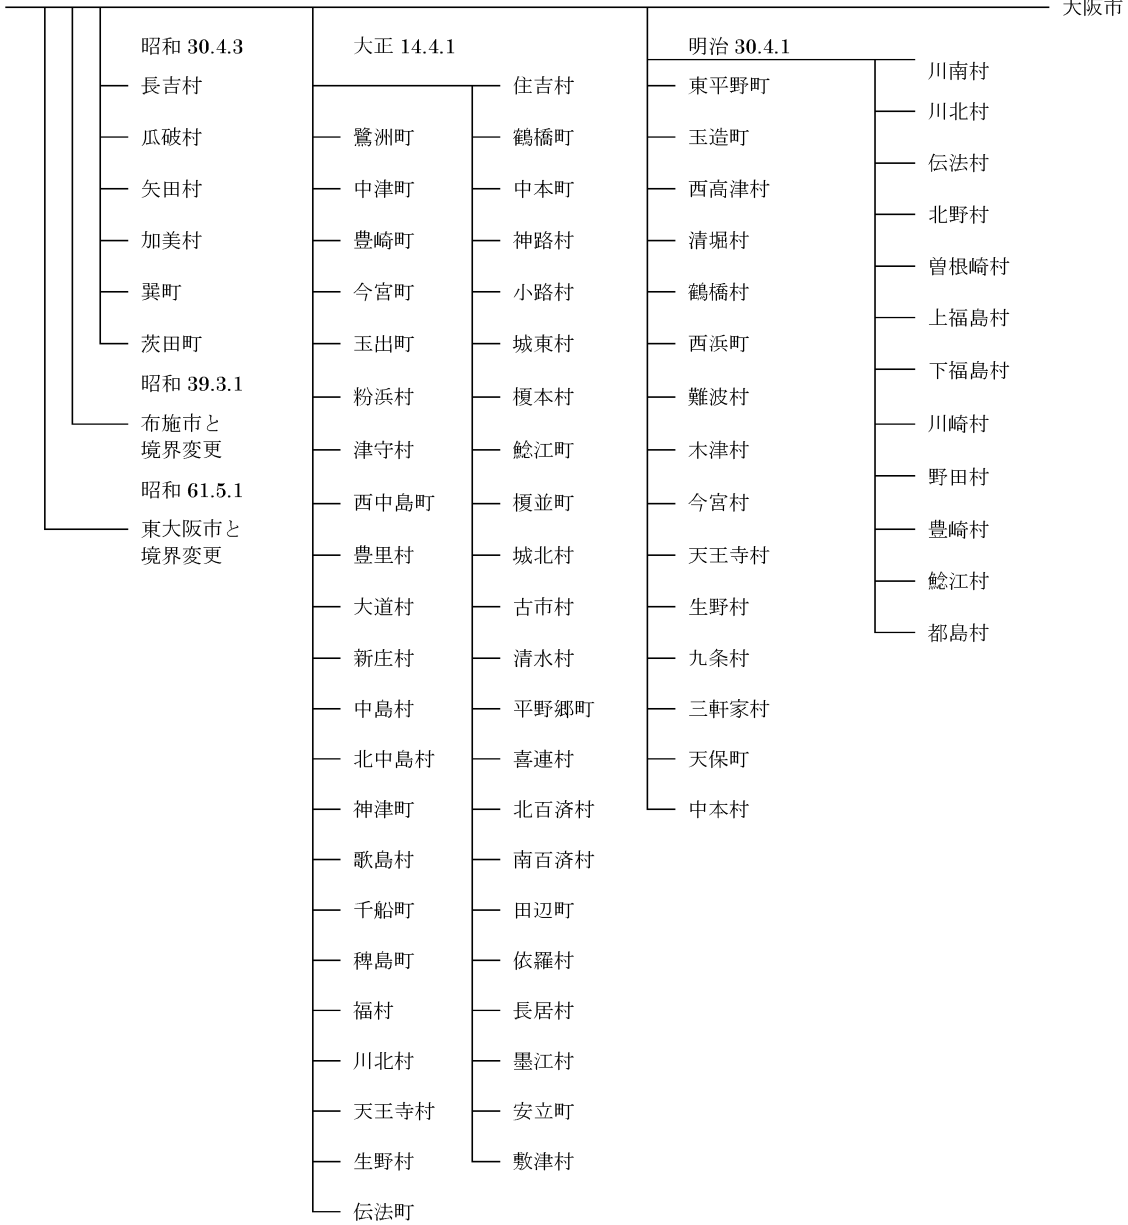 大阪市
昭和 30.4.3
長吉村
瓜破村
矢田村
加美村
巽町
茨田町
昭和 39.3.1
布施市と
境界変更
昭和 61.5.1
東大阪市と
境界変更
大正 14.4.1
鷺洲町
中津町
豊崎町
今宮町
玉出町
粉浜村
津守村
西中島町
豊里村
大道村
新庄村
中島村
北中島村
神津町
歌島村
千船町
稗島町
福村
川北村
天王寺村
生野村
伝法町
住吉村
鶴橋町
中本町
神路村
小路村
城東村
榎本村
鯰江町
榎並町
城北村
古市村
清水村
平野郷町
喜連村
北百済村
南百済村
田辺町
依羅村
長居村
墨江村
安立町
敷津村
明治 30.4.1
東平野町
玉造町
西高津村
清堀村
鶴橋村
西浜町
難波村
木津村
今宮村
天王寺村
生野村
九条村
三軒家村
天保町
中本村
川南村
川北村
伝法村
北野村
曽根崎村
上福島村
下福島村
川崎村
野田村
豊崎村
鯰江村
都島村